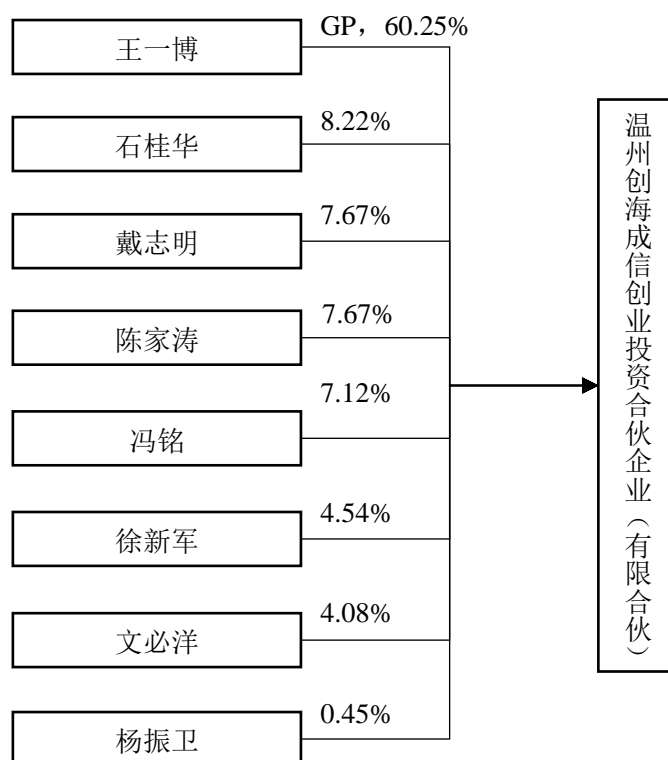 GP，60.25%
王一博
8.22%
石桂华
7.67%
戴志明
7.67%
陈家涛
7.12%
冯铭
4.54%
徐新军
4.08%
文必洋
0.45%
杨振卫
温州创海成信创业投资合伙企业（有限合伙）